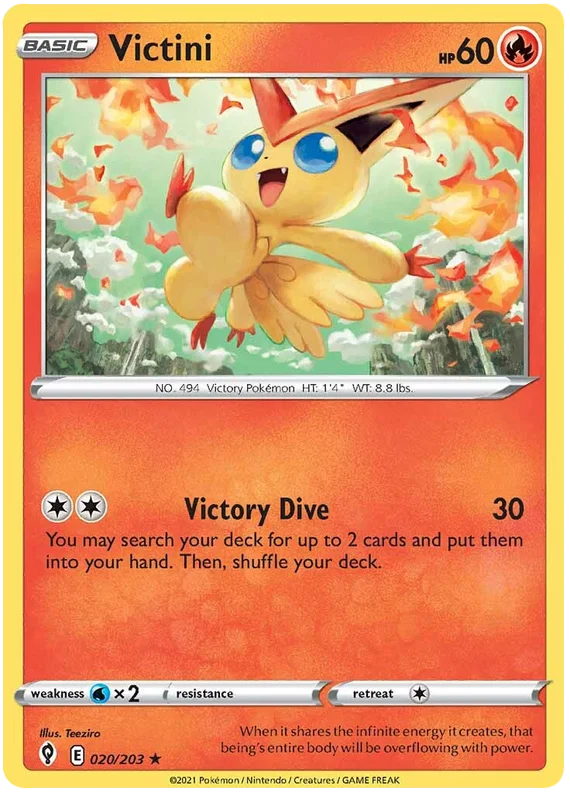 BASIC Victini HP60
NO. 494 Victory Pokémon HT: 1'4" WT: 8.8 lbs.
Victory Dive 30
You may search your deck for up to 2 cards and put them
into your hand. Then, shuffle your deck.
weakness ×2 resistance retreat
Illus. Teeziro
When it shares the infinite energy it creates, that
being's entire body will be overflowing with power.
E 020/203 ★
©2021 Pokémon / Nintendo / Creatures / GAME FREAK